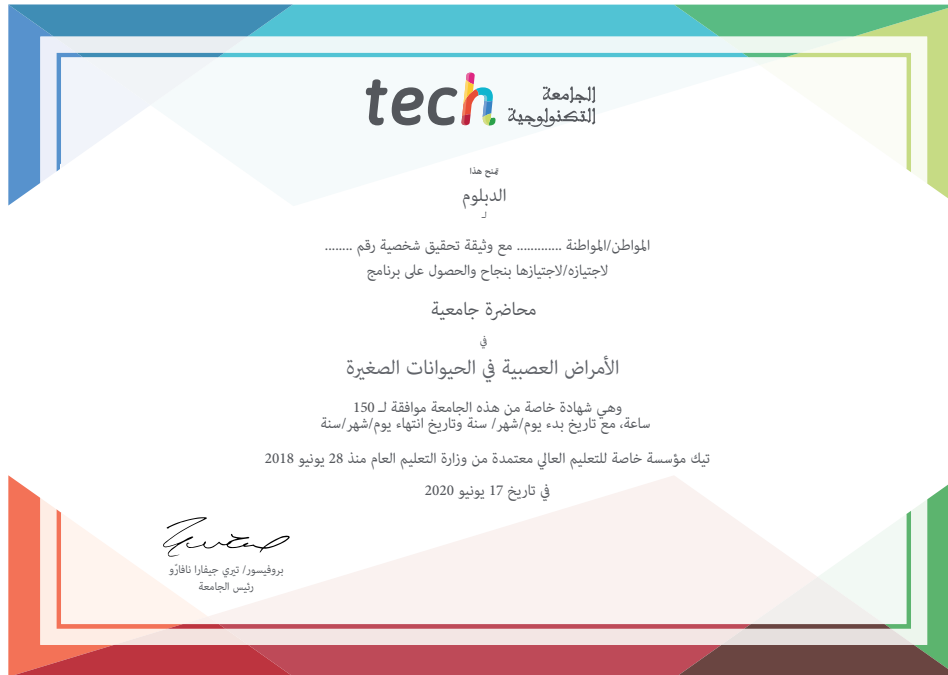 tech الجامعة
التكنولوجية
تمنح هذا
الدبلوم
لـ
المواطن/المواطنة ............. مع وثيقة تحقيق شخصية رقم ........
لاجتيازه/لاجتيازها بنجاح والحصول على برنامج
محاضرة جامعية
في
الأمراض العصبية في الحيوانات الصغيرة
وهي شهادة خاصة من هذه الجامعة موافقة لـ 150
ساعة، مع تاريخ بدء يوم/شهر/ سنة وتاريخ انتهاء يوم/شهر/سنة
تيك مؤسسة خاصة للتعليم العالي معتمدة من وزارة التعليم العام منذ 28 يونيو 2018
في تاريخ 17 يونيو 2020
بروفيسور/ تيري جيفارا نافارّو
رئيس الجامعة